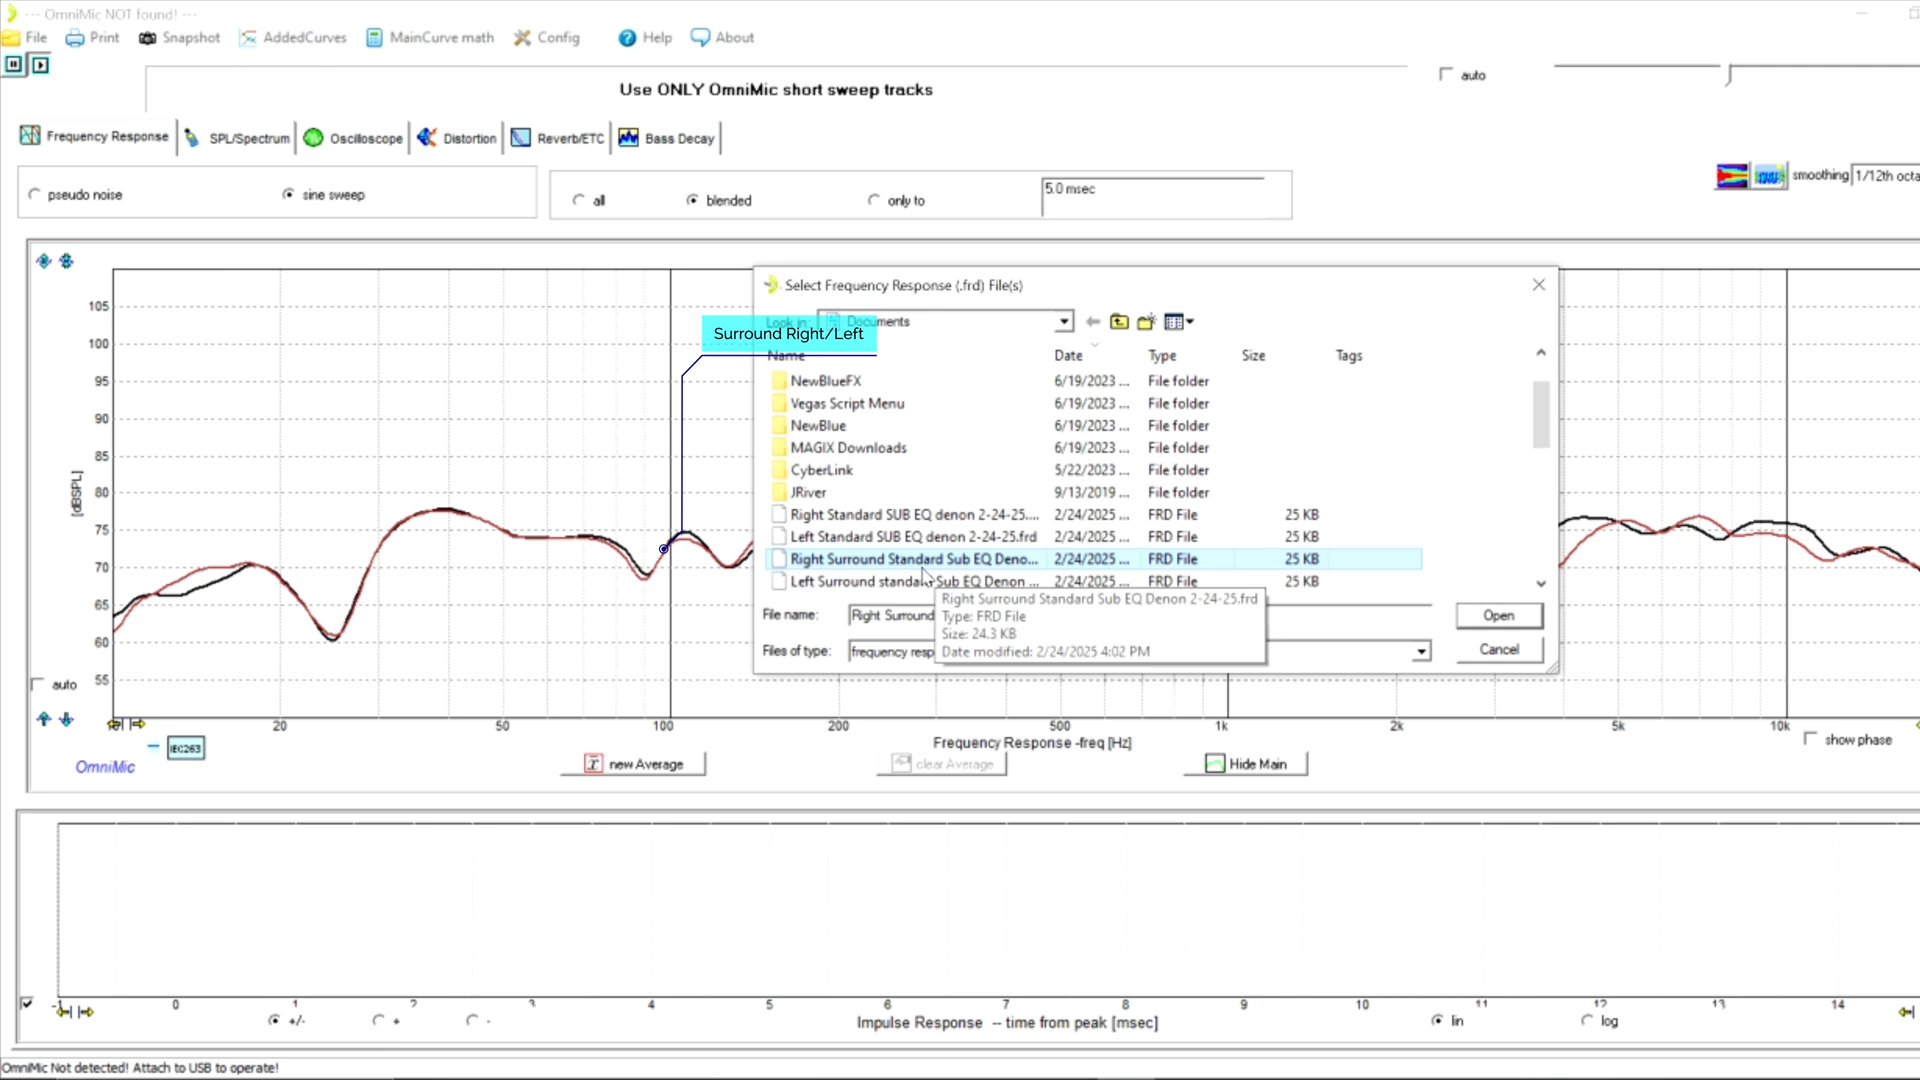 --- OmniMic NOT found! ---
File Print Snapshot AddedCurves MainCurve math Config Help About
Use ONLY OmniMic short sweep tracks
auto
Frequency Response SPL/Spectrum Oscilloscope Distortion Reverb/ETC Bass Decay
pseudo noise sine sweep all blended only to 5.0 msec
smoothing 1/12th octa
Select Frequency Response (.frd) File(s)
Look in: Documents
Surround Right/Left
Name Date Type Size Tags
NewBlueFX 6/19/2023 ... File folder
Vegas Script Menu 6/19/2023 ... File folder
NewBlue 6/19/2023 ... File folder
MAGIX Downloads 6/19/2023 ... File folder
CyberLink 5/22/2023 ... File folder
JRiver 9/13/2019 ... File folder
Right Standard SUB EQ denon 2-24-25.... 2/24/2025 ... FRD File 25 KB
Left Standard SUB EQ denon 2-24-25.frd 2/24/2025 ... FRD File 25 KB
Right Surround Standard Sub EQ Deno... 2/24/2025 ... FRD File 25 KB
Left Surround standard Sub EQ Denon ... 2/24/2025 ... FRD File 25 KB
Right Surround Standard Sub EQ Denon 2-24-25.frd
Type: FRD File
Size: 24.3 KB
Date modified: 2/24/2025 4:02 PM
File name: Right Surround Open
Files of type: frequency resp Cancel
105
100
95
90
85
80
75
70
65
60
55
[dBSPL]
auto
20 50 100 200 500 1k 2k 5k 10k
Frequency Response -freq [Hz]
show phase
IEC263
OmniMic
new Average clear Average Hide Main
-1 0 1 2 3 4 5 6 7 8 9 10 11 12 13 14
+/- + -
Impulse Response -- time from peak [msec]
lin log
OmniMic Not detected! Attach to USB to operate!